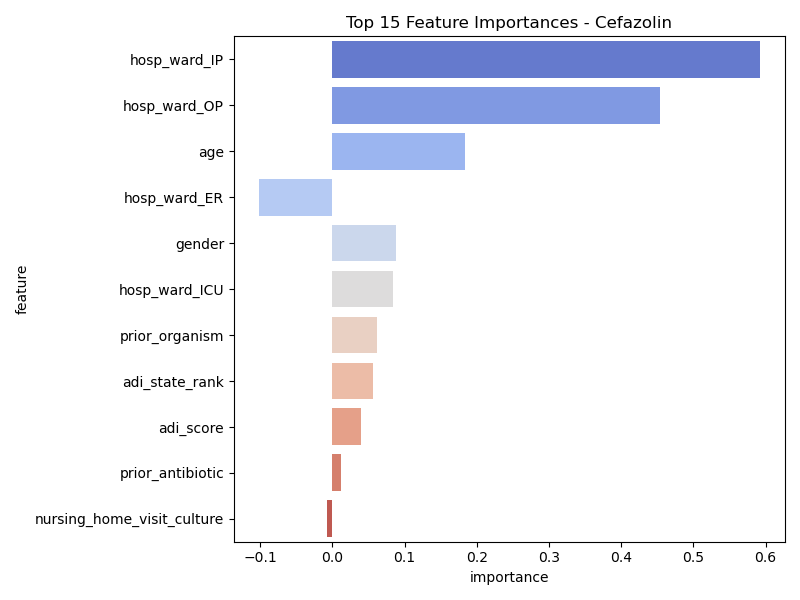 Top 15 Feature Importances - Cefazolin
feature
hosp_ward_IP
hosp_ward_OP
age
hosp_ward_ER
gender
hosp_ward_ICU
prior_organism
adi_state_rank
adi_score
prior_antibiotic
nursing_home_visit_culture
−0.1 0.0 0.1 0.2 0.3 0.4 0.5 0.6
importance